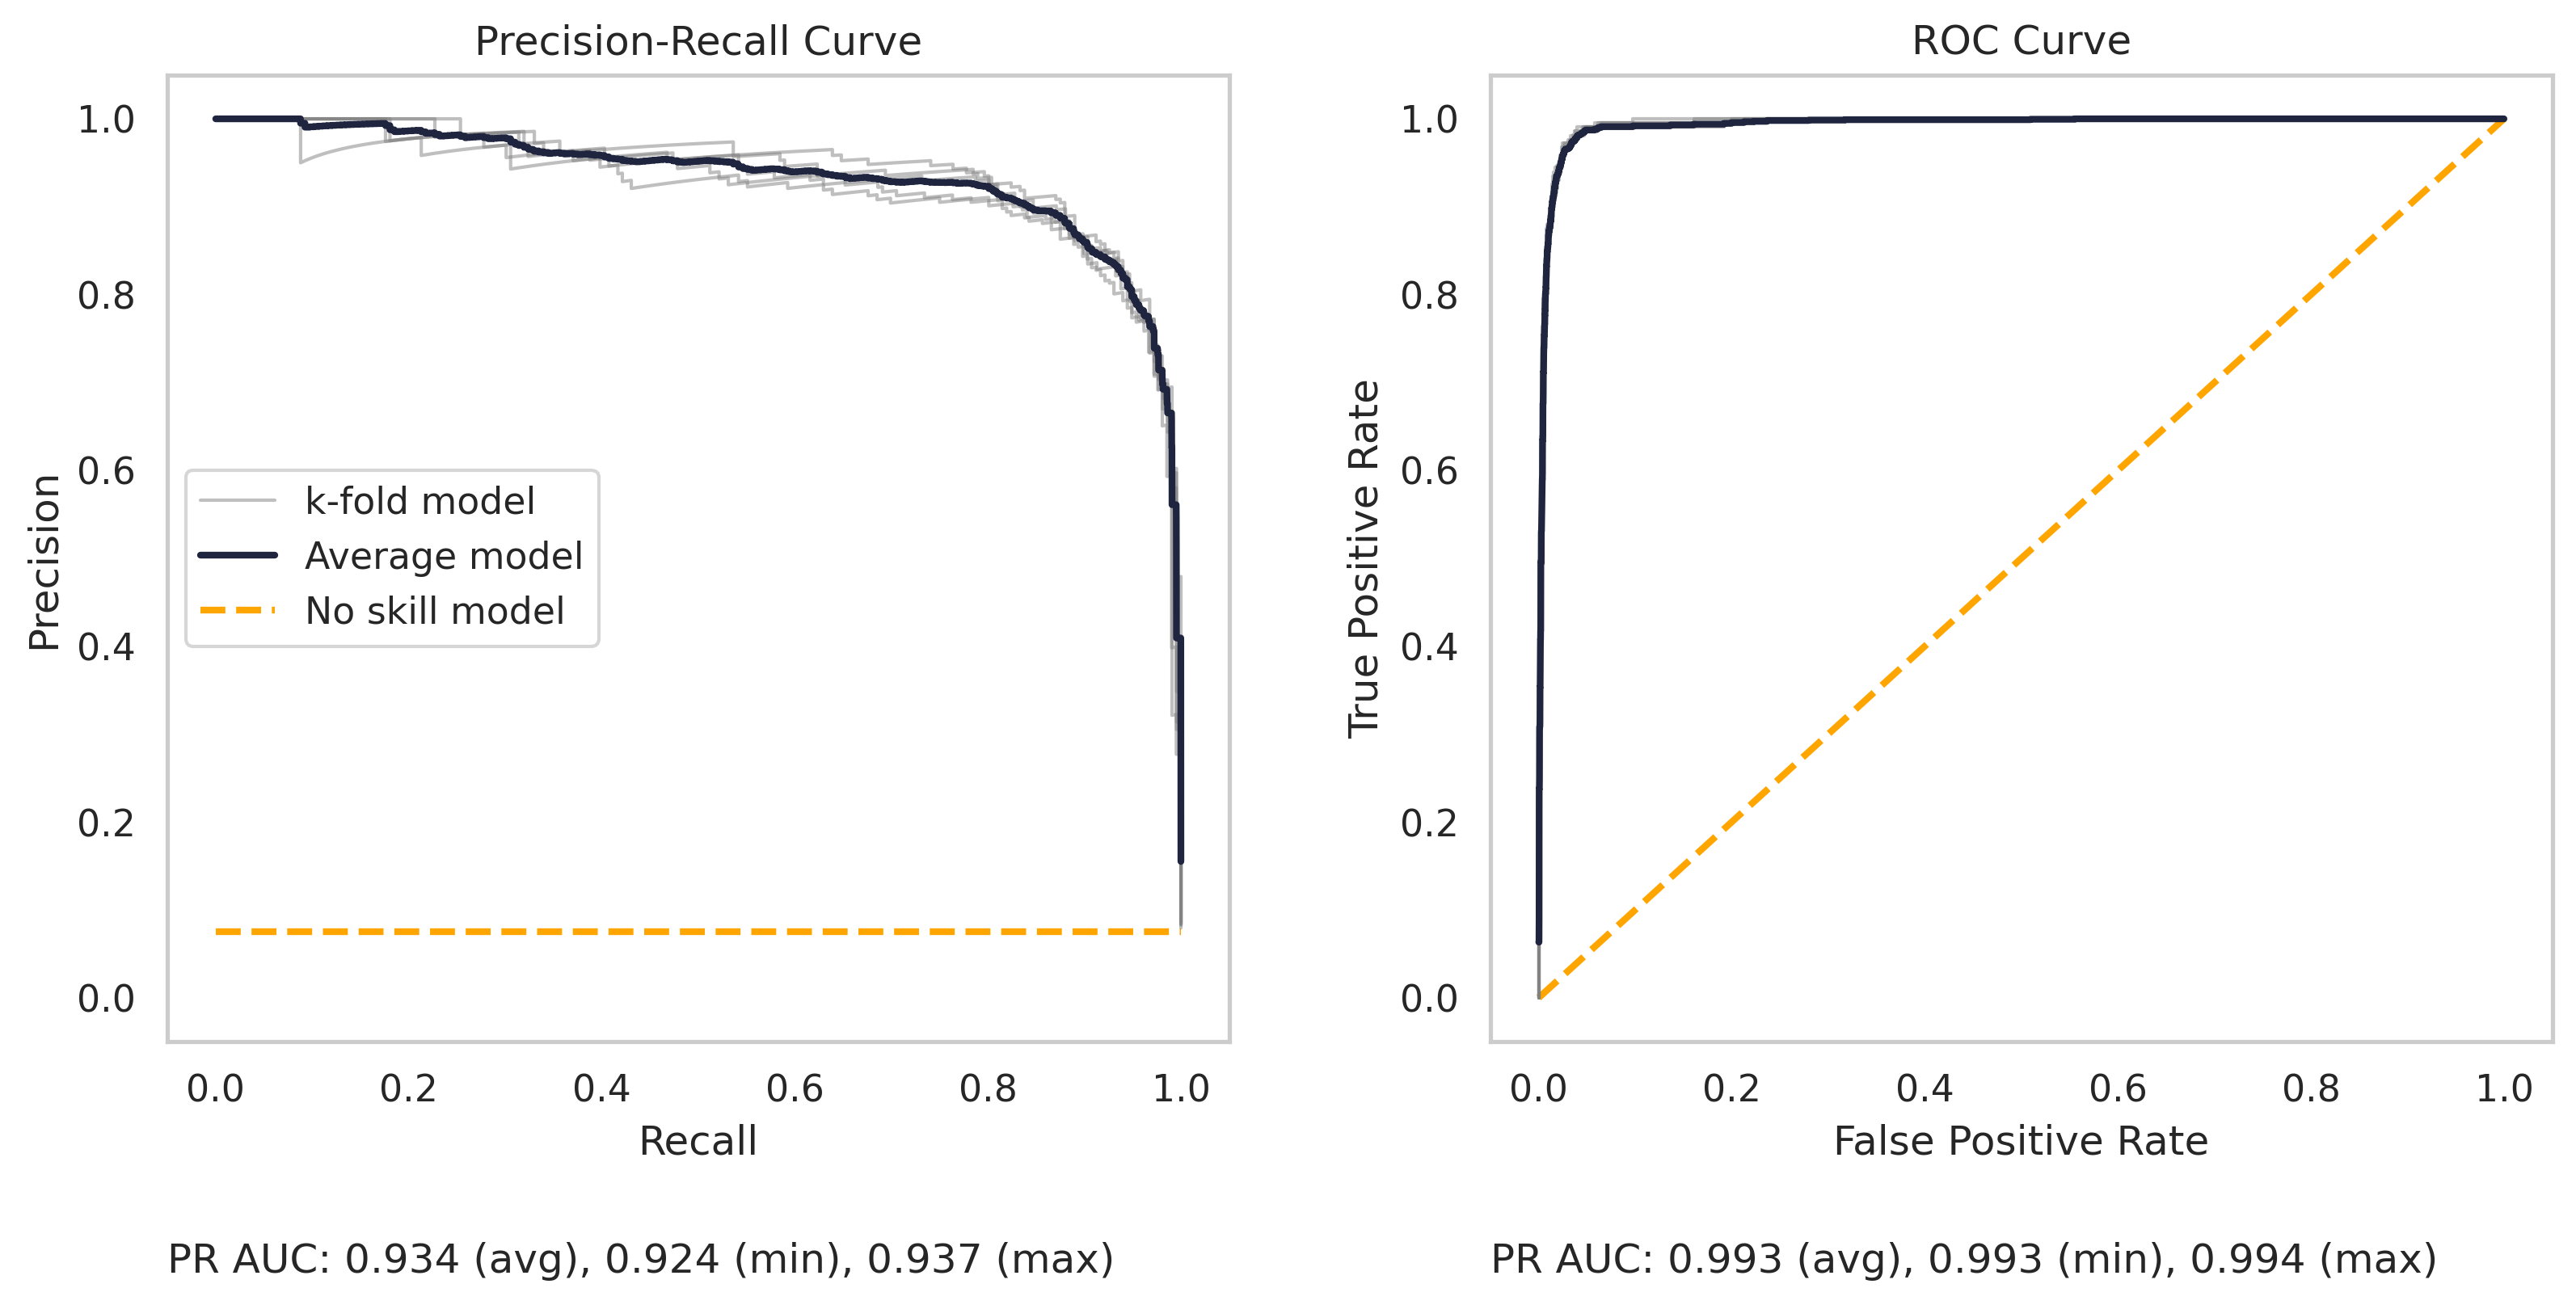 Precision-Recall Curve
1.0
0.8
0.6
0.4
0.2
0.0
Precision
k-fold model
Average model
No skill model
0.0 0.2 0.4 0.6 0.8 1.0
Recall
PR AUC: 0.934 (avg), 0.924 (min), 0.937 (max)
ROC Curve
1.0
0.8
0.6
0.4
0.2
0.0
True Positive Rate
0.0 0.2 0.4 0.6 0.8 1.0
False Positive Rate
PR AUC: 0.993 (avg), 0.993 (min), 0.994 (max)